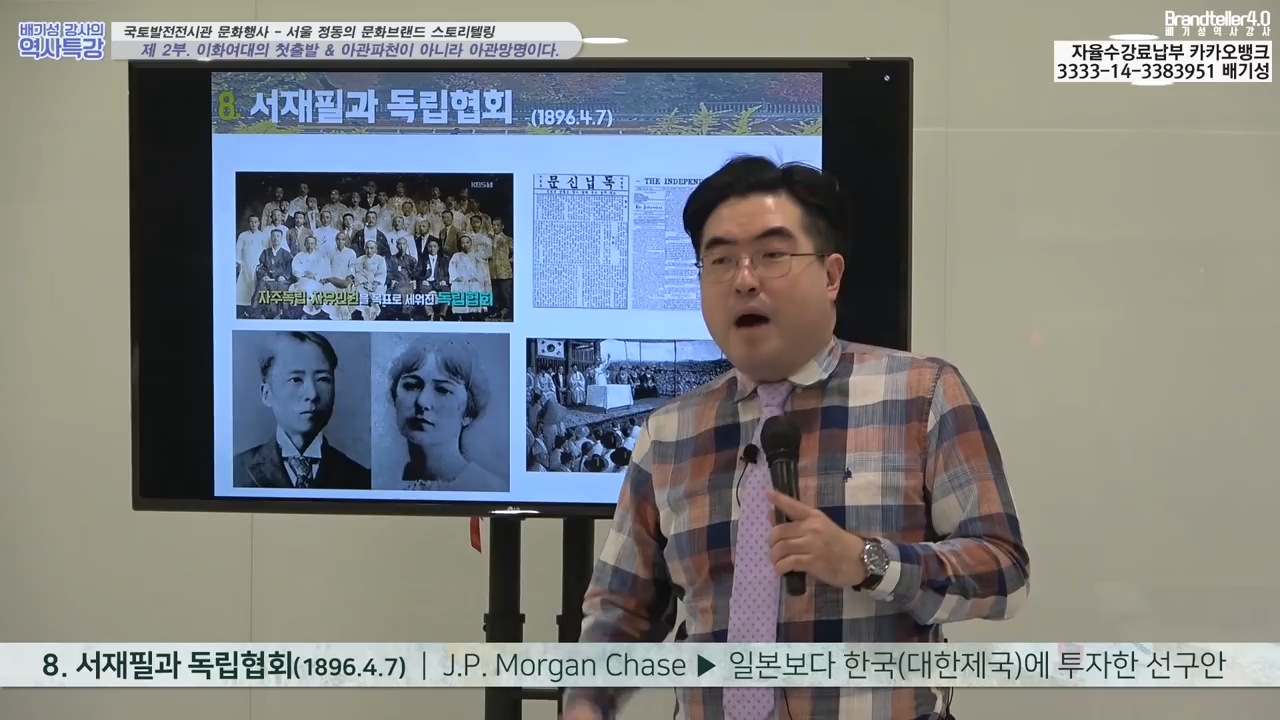 배기성 강사의
역사특강
국토발전전시관 문화행사 - 서울 정동의 문화브랜드 스토리텔링
제 2부. 이화여대의 첫출발 & 아관파천이 아니라 아관망명이다.
Brandteller4.0
배기성역사강사
자율수강료납부 카카오뱅크
3333-14-3383951 배기성
8. 서재필과 독립협회 (1896.4.7)
KBS
자주독립·자유민권을 목표로 세워진 독립협회
문신닙독
THE INDEPEN
8. 서재필과 독립협회(1896.4.7) | J.P. Morgan Chase ▶ 일본보다 한국(대한제국)에 투자한 선구안